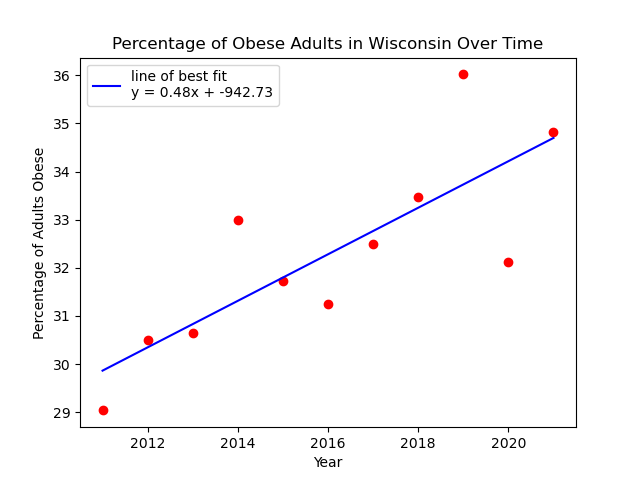 Percentage of Obese Adults in Wisconsin Over Time
line of best fit
y = 0.48x + -942.73
Percentage of Adults Obese
36
35
34
33
32
31
30
29
2012 2014 2016 2018 2020
Year